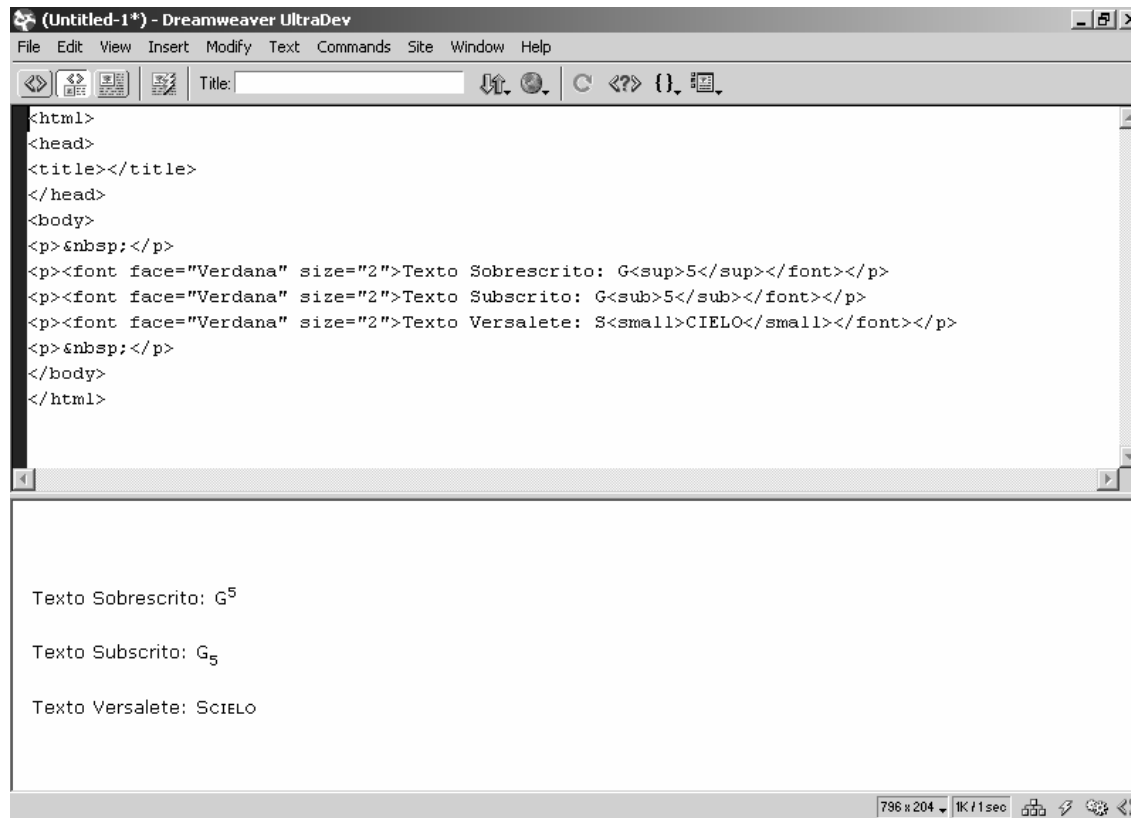 (Untitled-1*) - Dreamweaver UltraDev
File Edit View Insert Modify Text Commands Site Window Help
Title:
<html>
<head>
<title></title>
</head>
<body>
<p>&nbsp;</p>
<p><font face="Verdana" size="2">Texto Sobrescrito: G<sup>5</sup></font></p>
<p><font face="Verdana" size="2">Texto Subscrito: G<sub>5</sub></font></p>
<p><font face="Verdana" size="2">Texto Versalete: S<small>CIELO</small></font></p>
<p>&nbsp;</p>
</body>
</html>
Texto Sobrescrito: G⁵
Texto Subscrito: G₅
Texto Versalete: SCIELO
796 x 204 1K / 1 sec